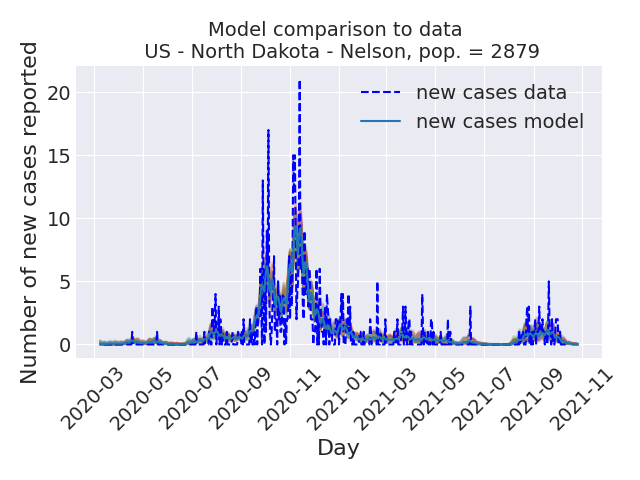 Model comparison to data
US - North Dakota - Nelson, pop. = 2879
Number of new cases reported
20
15
10
5
0
new cases data
new cases model
2020-03
2020-05
2020-07
2020-09
2020-11
2021-01
2021-03
2021-05
2021-07
2021-09
2021-11
Day